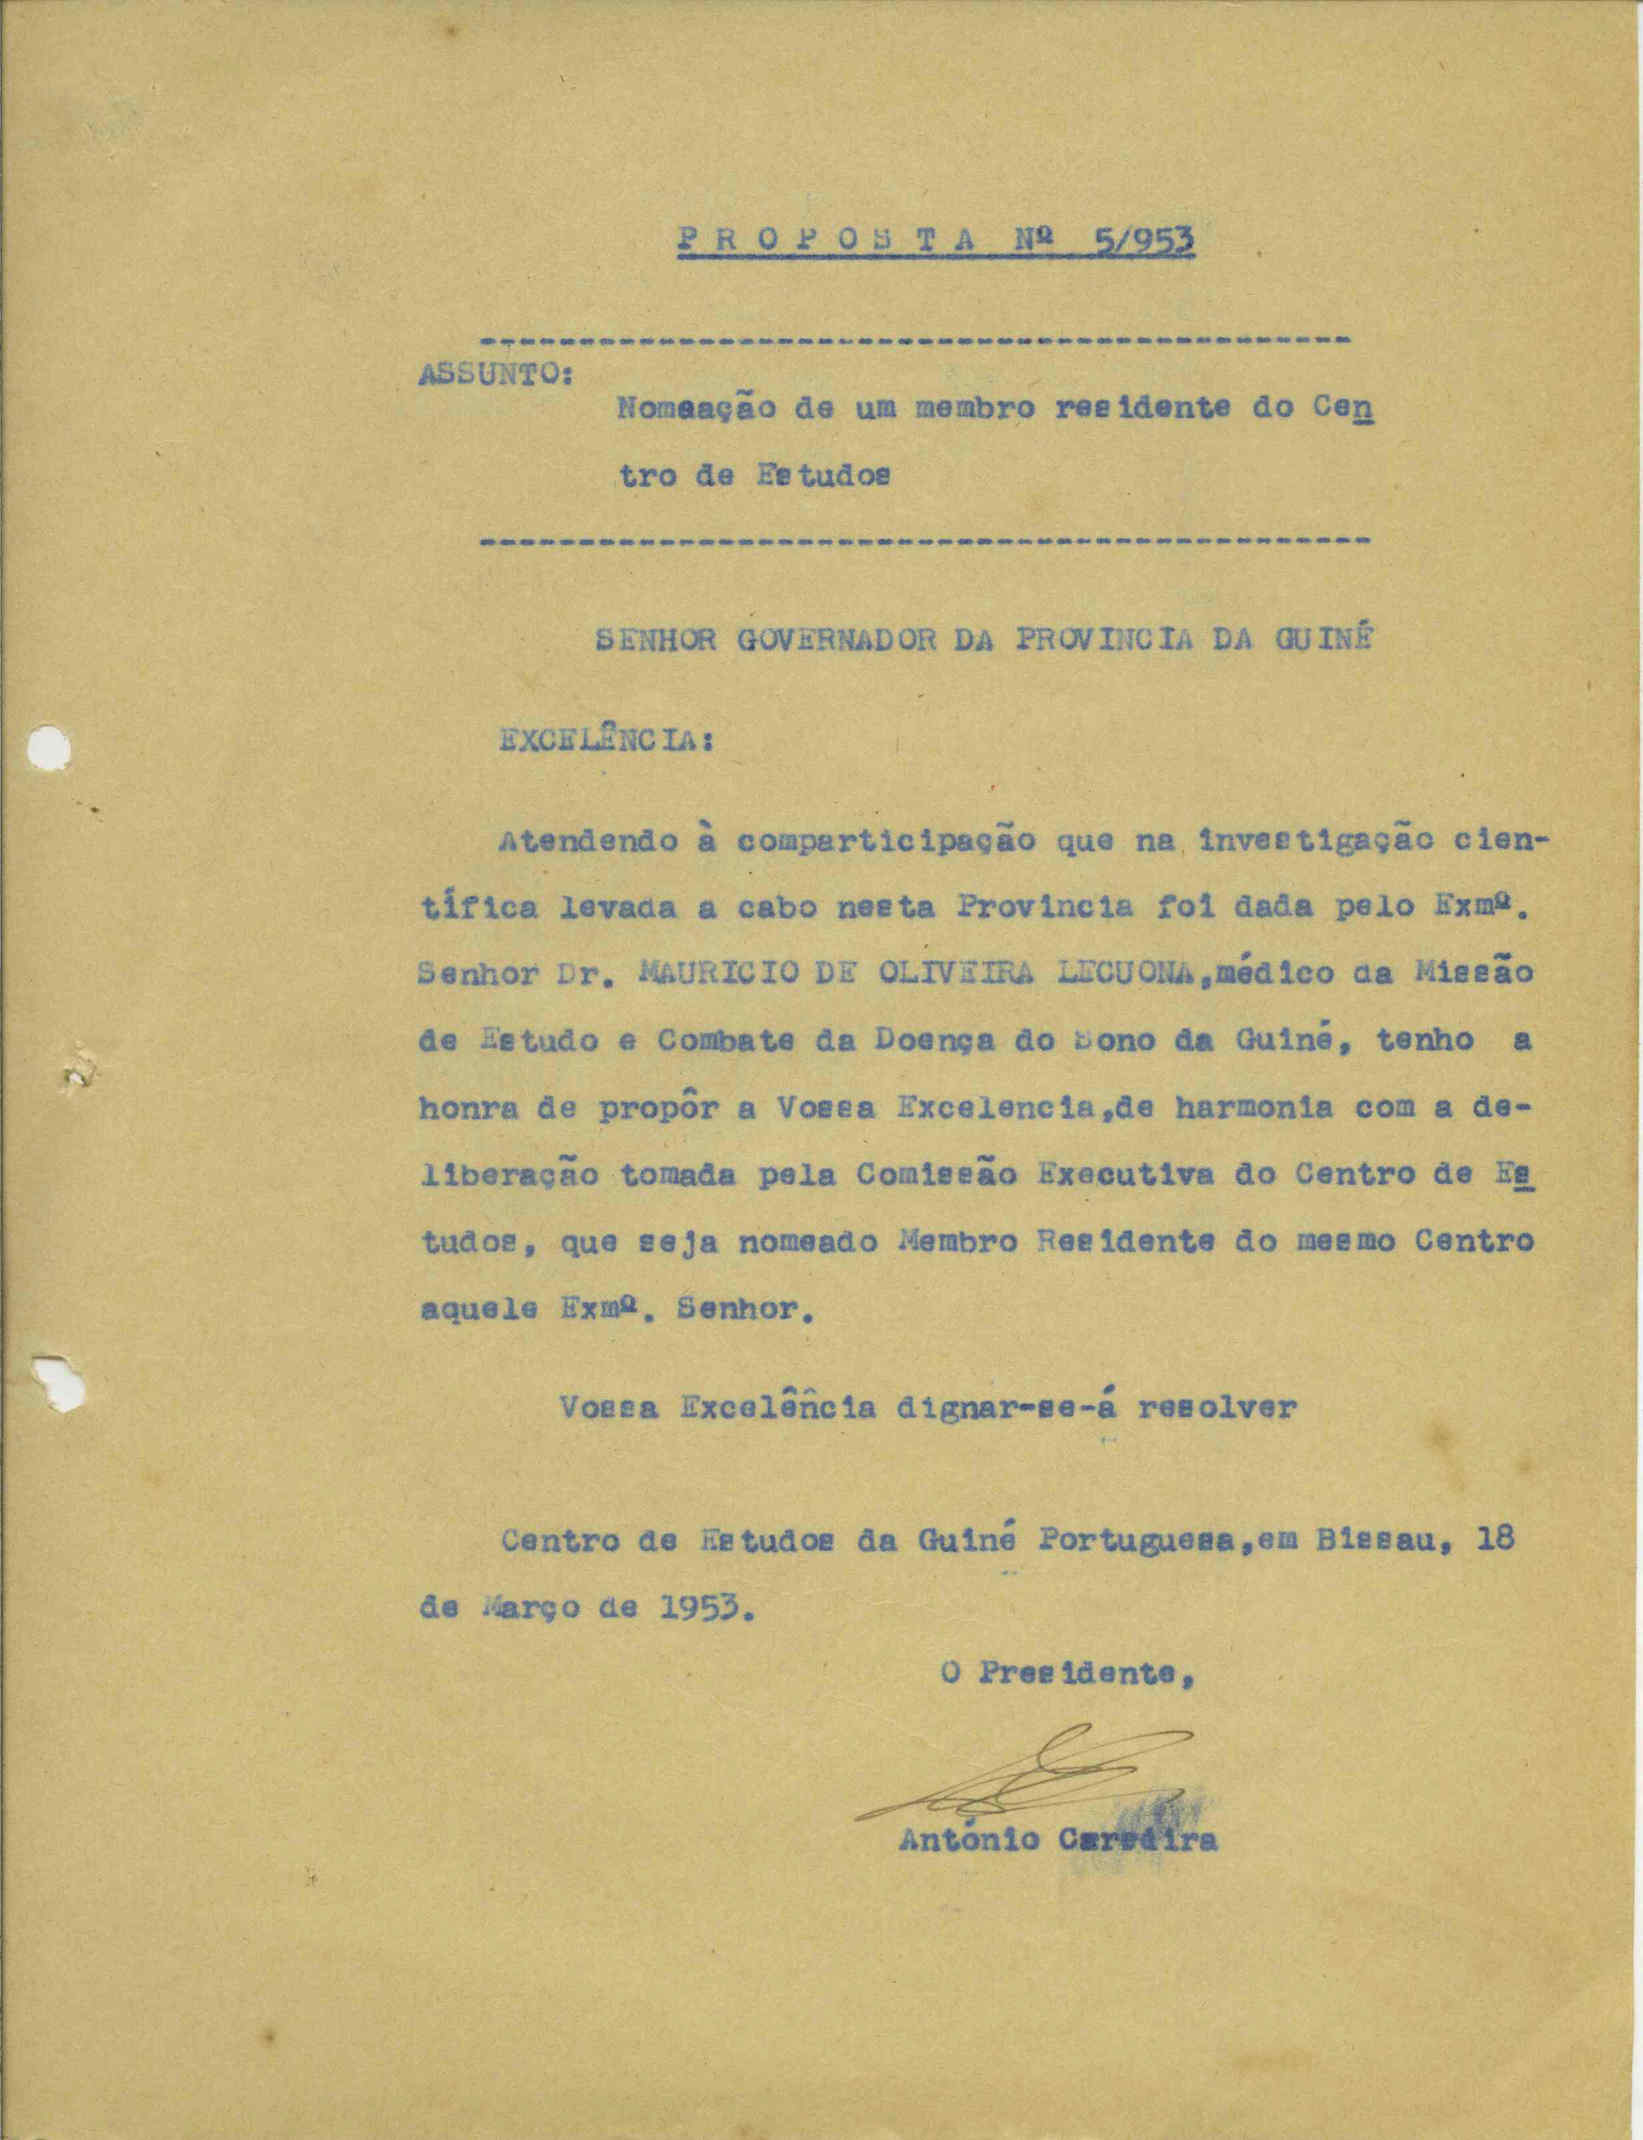 PROPOSTA Nº 5/953
ASSUNTO:
Nomeação de um membro residente do Cen
tro de Estudos
SENHOR GOVERNADOR DA PROVINCIA DA GUINÉ
EXCELÊNCIA:
Atendendo à comparticipação que na investigação cien-
tífica levada a cabo nesta Provincia foi dada pelo Exmº.
Senhor Dr. MAURICIO DE OLIVEIRA LECUONA,médico da Missão
de Estudo e Combate da Doença do Sono da Guiné, tenho a
honra de propôr a Vossa Excelencia,de harmonia com a de-
liberação tomada pela Comissão Executiva do Centro de Es
tudos, que seja nomeado Membro Residente do mesmo Centro
aquele Exmº. Senhor.
Vossa Excelência dignar-se-á resolver
Centro de Estudos da Guiné Portuguesa,em Bissau, 18
de Março de 1953.
O Presidente,
António